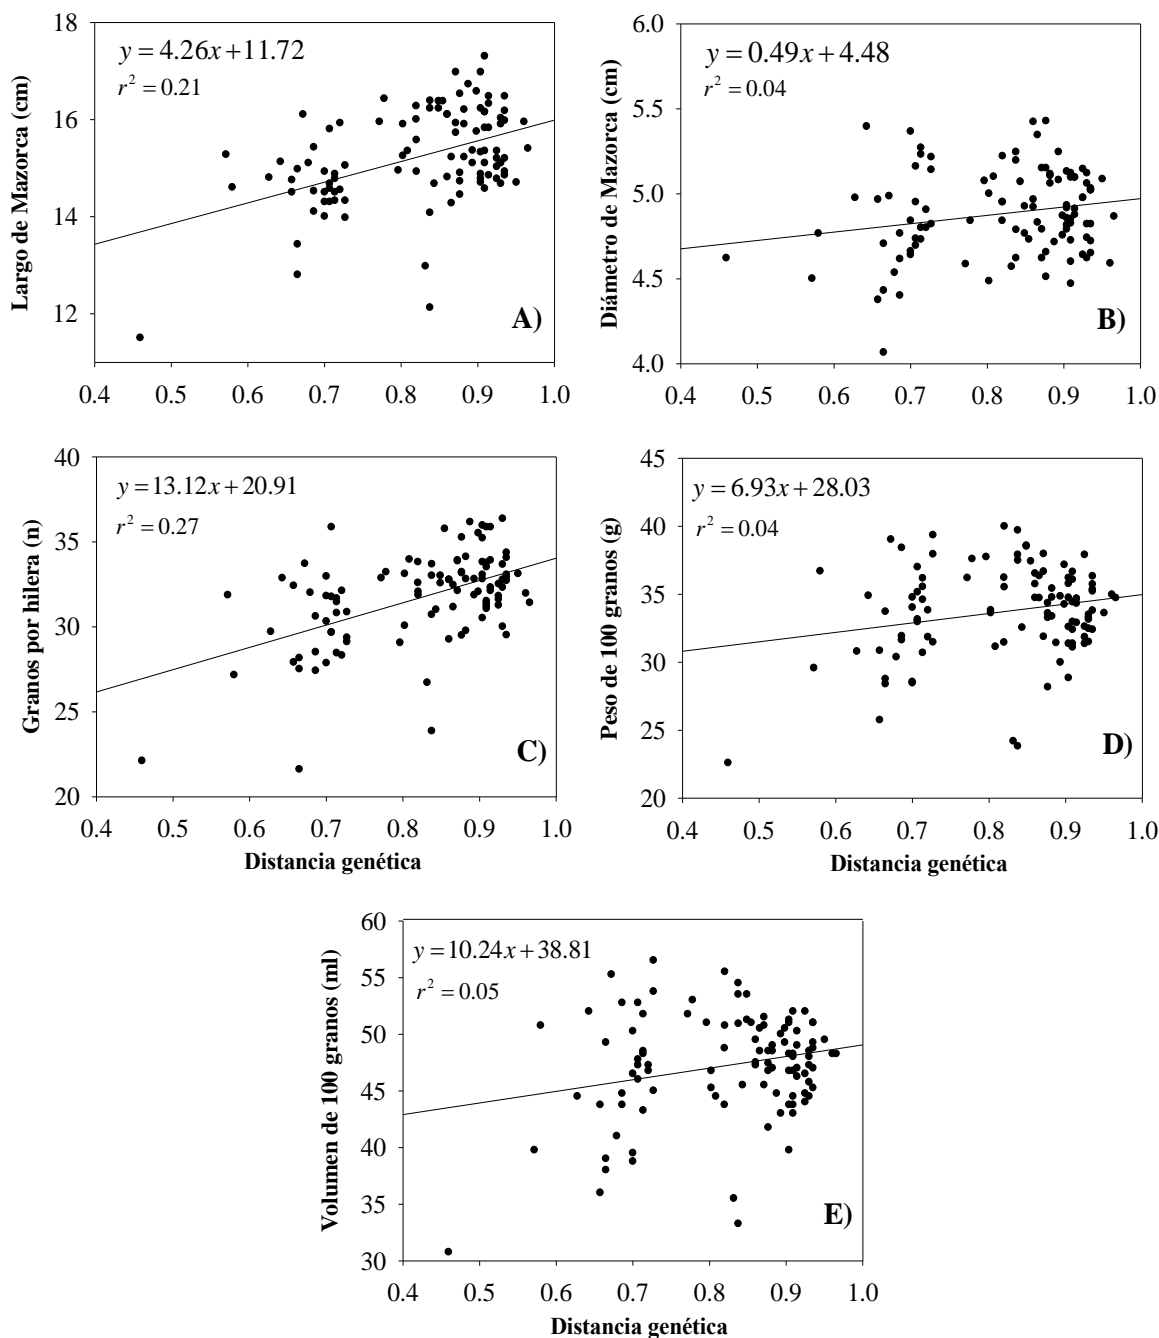 18
16
14
12
Largo de Mazorca (cm)
y = 4.26x + 11.72
r² = 0.21
A)
0.4 0.5 0.6 0.7 0.8 0.9 1.0
6.0
5.5
5.0
4.5
4.0
Diámetro de Mazorca (cm)
y = 0.49x + 4.48
r² = 0.04
B)
0.4 0.5 0.6 0.7 0.8 0.9 1.0
40
35
30
25
20
Granos por hilera (n)
y = 13.12x + 20.91
r² = 0.27
C)
0.4 0.5 0.6 0.7 0.8 0.9 1.0
Distancia genética
45
40
35
30
25
20
Peso de 100 granos (g)
y = 6.93x + 28.03
r² = 0.04
D)
0.4 0.5 0.6 0.7 0.8 0.9 1.0
Distancia genética
60
55
50
45
40
35
30
Volumen de 100 granos (ml)
y = 10.24x + 38.81
r² = 0.05
E)
0.4 0.5 0.6 0.7 0.8 0.9 1.0
Distancia genética